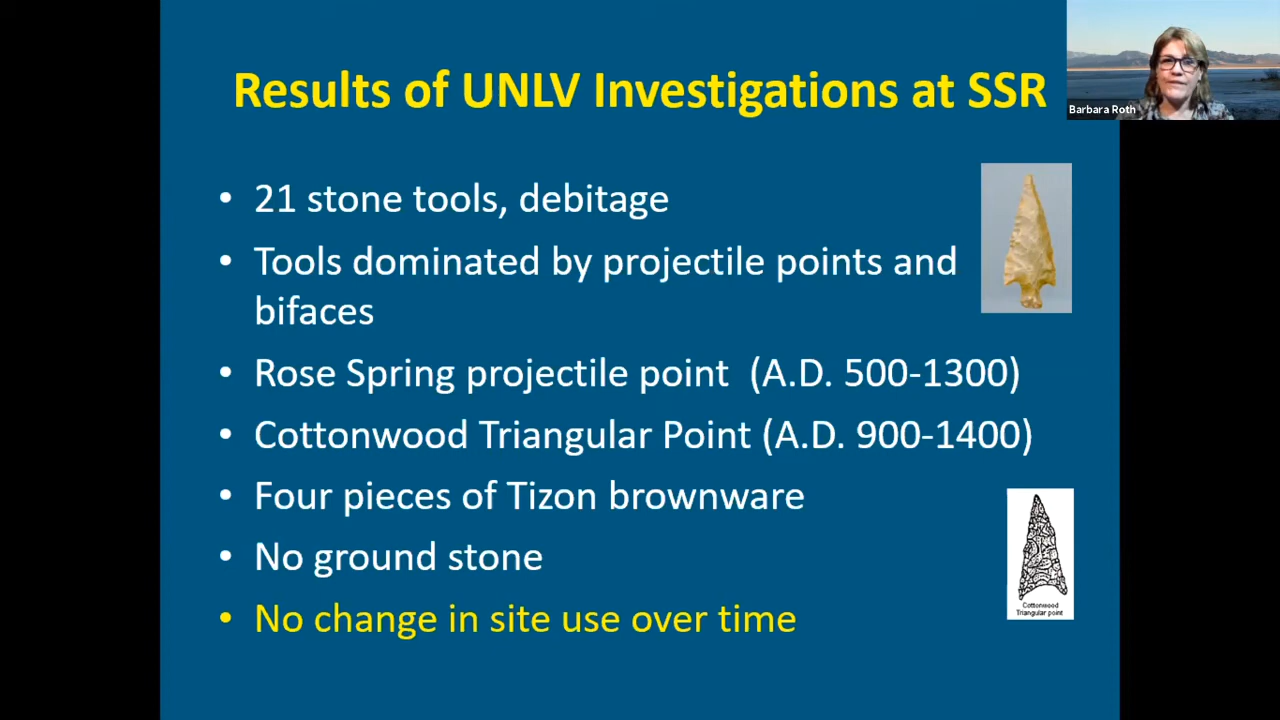 Results of UNLV Investigations at SSR
Barbara Roth
• 21 stone tools, debitage
• Tools dominated by projectile points and
bifaces
• Rose Spring projectile point (A.D. 500-1300)
• Cottonwood Triangular Point (A.D. 900-1400)
• Four pieces of Tizon brownware
• No ground stone
Cottonwood
Triangular point
• No change in site use over time